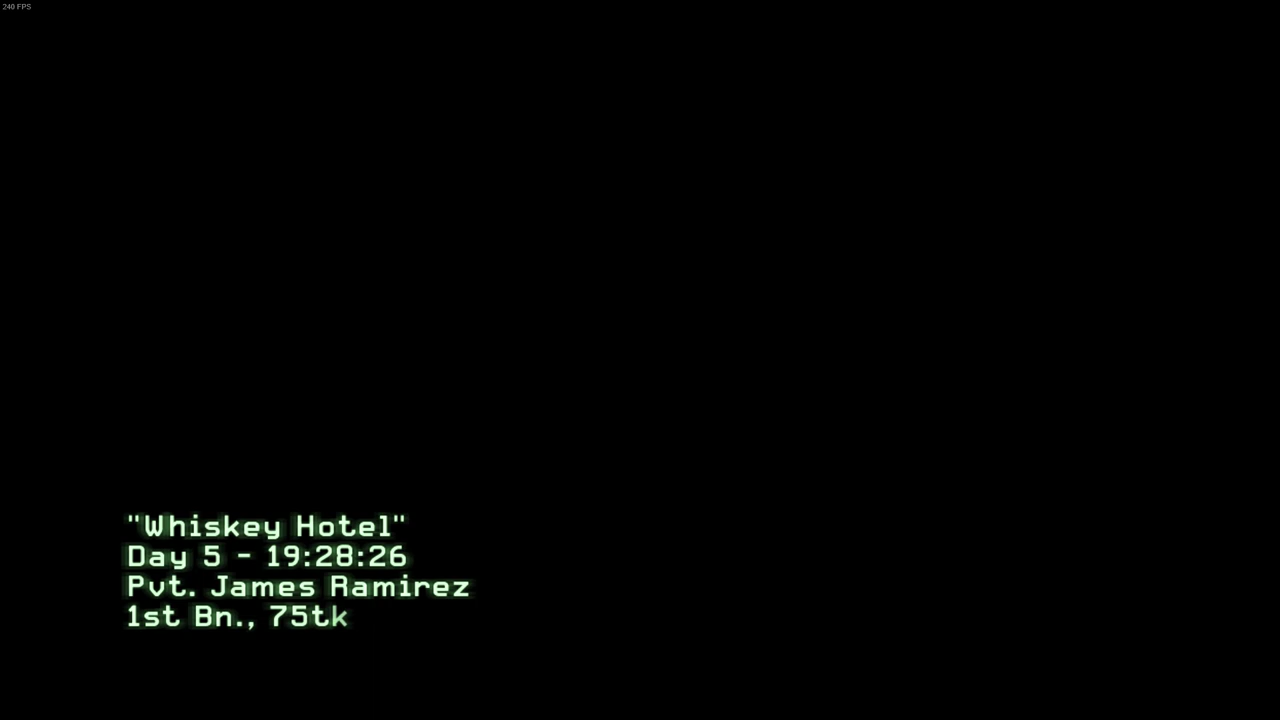 240 FPS
"Whiskey Hotel"
Day 5 - 19:28:26
Pvt. James Ramirez
1st Bn., 75tk